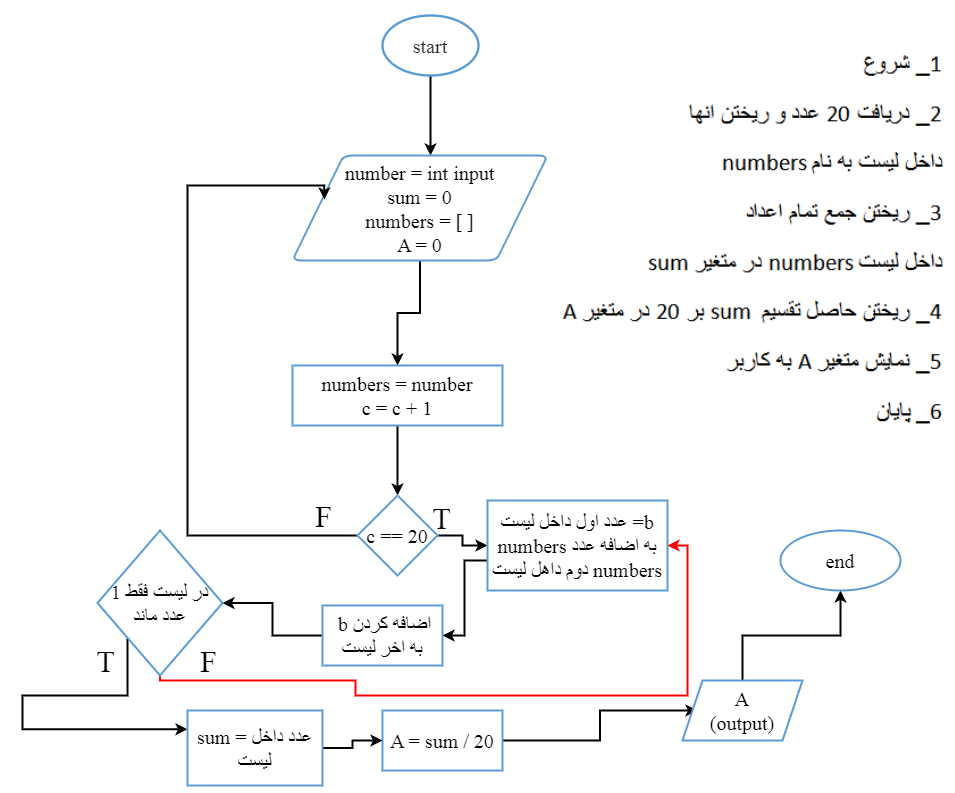 start
number = int input
sum = 0
numbers = [ ]
A = 0
numbers = number
c = c + 1
c == 20
F
T
b= عدد اول داخل لیست
numbers به اضافه عدد
دوم داهل لیست numbers
اضافه کردن b
به اخر لیست
در لیست فقط 1
عدد ماند
T
F
sum = عدد داخل
لیست
A = sum / 20
A
(output)
end
1_ شروع
2_ دریافت 20 عدد و ریختن انها
داخل لیست به نام numbers
3_ ریختن جمع تمام اعداد
داخل لیست numbers در متغیر sum
4_ ریختن حاصل تقسیم sum بر 20 در متغیر A
5_ نمایش متغیر A به کاربر
6_ پایان